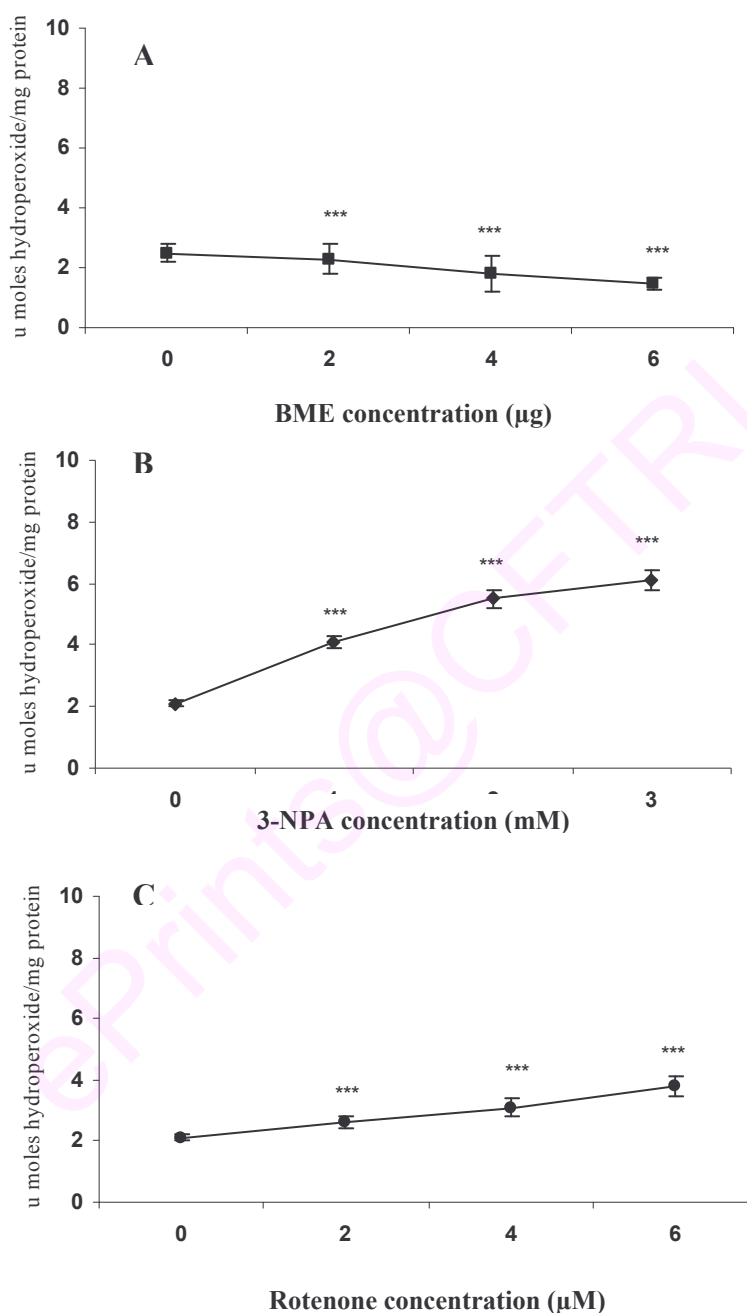 10
A
8
6
4
2
0
***
***
***
0 2 4 6
u moles hydroperoxide/mg protein
BME concentration (µg)
10
B
8
6
4
2
0
***
***
***
0 3
u moles hydroperoxide/mg protein
3-NPA concentration (mM)
10
C
8
6
4
2
0
***
***
***
0 2 4 6
u moles hydroperoxide/mg protein
Rotenone concentration (µM)
ePrints@CFTRI